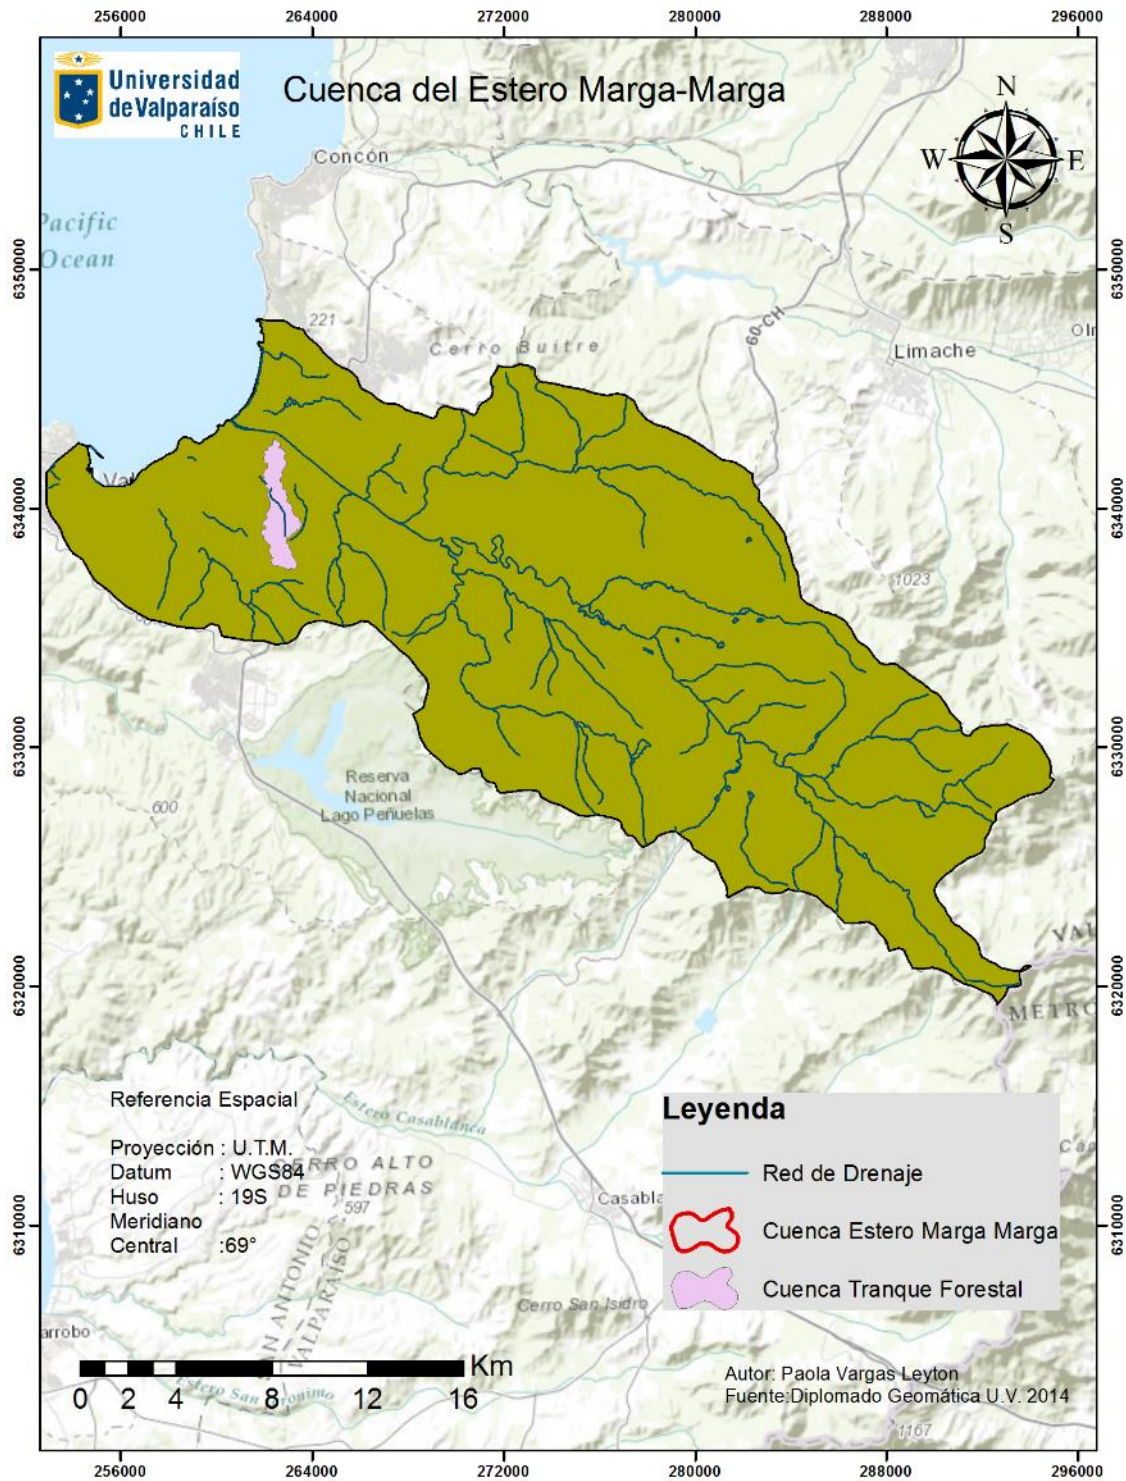 256000 264000 272000 280000 288000 296000
Universidad
de Valparaíso
CHILE
Cuenca del Estero Marga-Marga
N
W E
S
Concón
Pacific
Ocean
6350000 6350000
221
Cerro Buitre
60-CH
Limache
6340000 6340000
1023
6330000 6330000
Reserva
Nacional
Lago Peñuelas
600
6320000 6320000
METRO
Referencia Espacial
Estero Casablanca
Proyección : U.T.M.
Datum : WGS84
Huso : 19S
Meridiano
Central :69°
CERRO ALTO
DE PIEDRAS
597
SAN ANTONIO
VALPARAÍSO
Casabla
6310000 6310000
Leyenda
Red de Drenaje
Cuenca Estero Marga Marga
Cuenca Tranque Forestal
Cerro San Isidro
arrobo
Km
0 2 4 8 12 16
Autor: Paola Vargas Leyton
Fuente:Diplomado Geomática U.V. 2014
1167
256000 264000 272000 280000 288000 296000